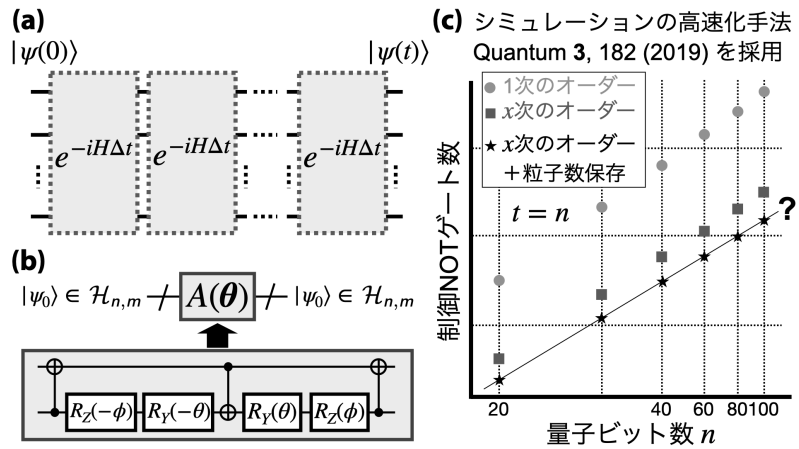 (a)
|ψ(0)⟩ |ψ(t)⟩
e^{-iHΔt} e^{-iHΔt} e^{-iHΔt}
(b)
|ψ₀⟩ ∈ ℋ_{n,m} A(θ) |ψ₀⟩ ∈ ℋ_{n,m}
R_Z(-φ) R_Y(-θ) R_Y(θ) R_Z(φ)
(c) シミュレーションの高速化手法
Quantum 3, 182 (2019) を採用
1次のオーダー
x次のオーダー
x次のオーダー
＋粒子数保存
t = n
?
制御NOTゲート数
20 40 60 80 100
量子ビット数 n